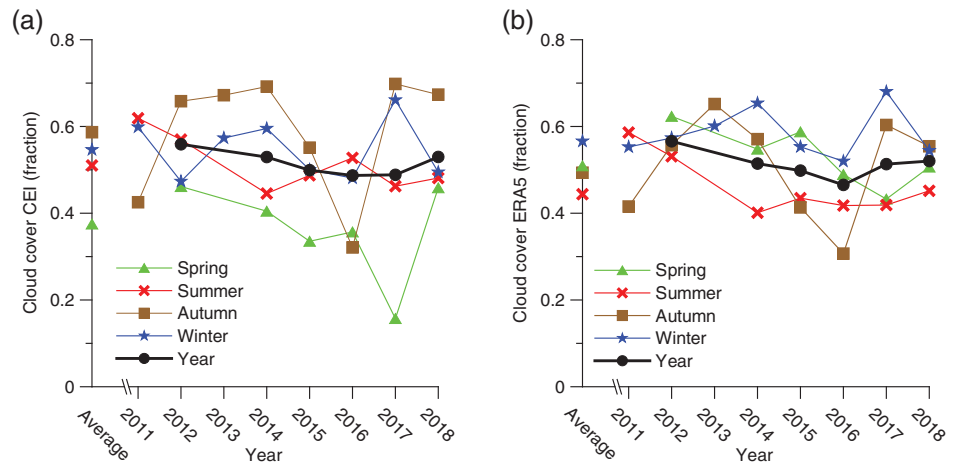 (a)
Cloud cover CEI (fraction)
0.8
0.6
0.4
0.2
0
Spring
Summer
Autumn
Winter
Year
Average
2011
2012
2013
2014
2015
2016
2017
2018
Year
(b)
Cloud cover ERA5 (fraction)
0.8
0.6
0.4
0.2
0
Spring
Summer
Autumn
Winter
Year
Average
2011
2012
2013
2014
2015
2016
2017
2018
Year